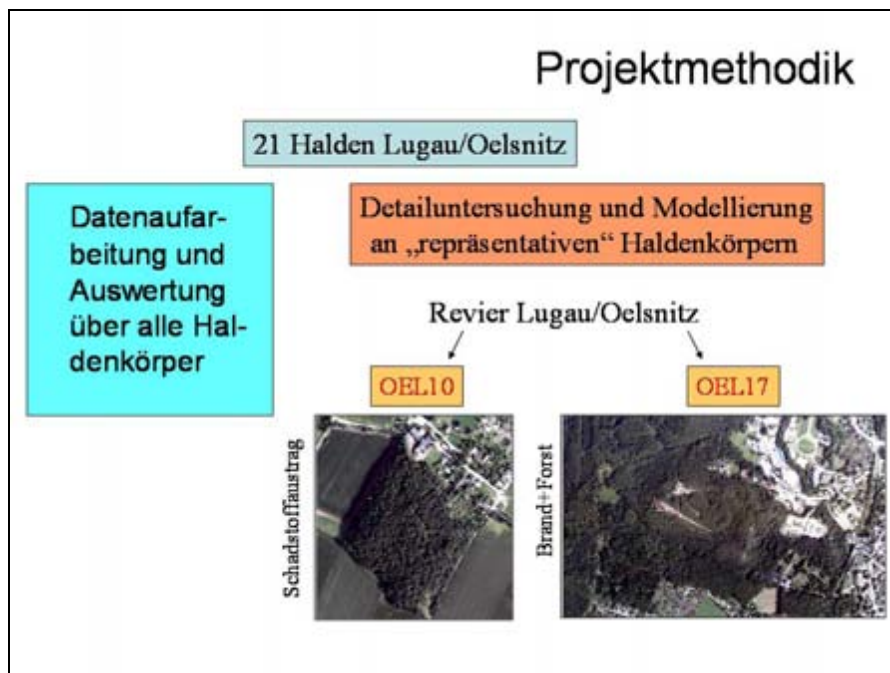 Projektmethodik
21 Halden Lugau/Oelsnitz
Datenaufar-
beitung und
Auswertung
über alle Hal-
denkörper
Detailuntersuchung und Modellierung
an „repräsentativen“ Haldenkörpern
Revier Lugau/Oelsnitz
OEL10
OEL17
Schadstoffaustrag
Brand+Forst